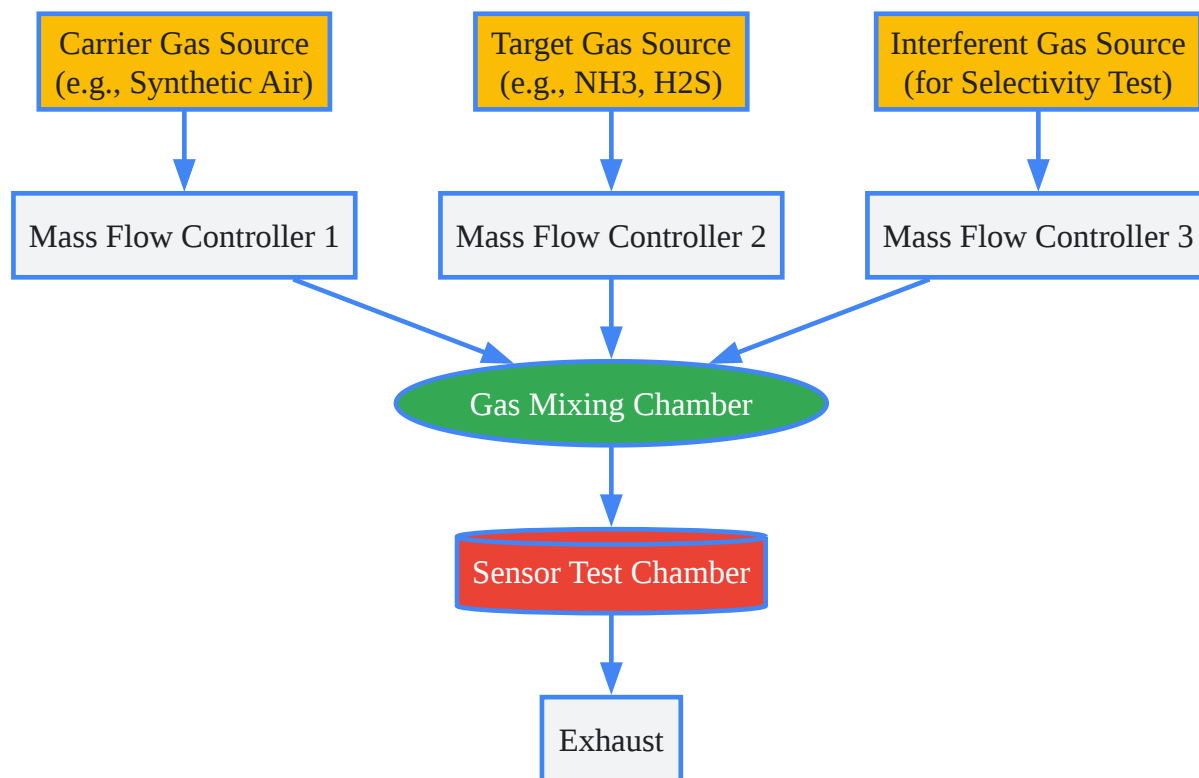 Carrier Gas Source
(e.g., Synthetic Air)
Target Gas Source
(e.g., NH3, H2S)
Interferent Gas Source
(for Selectivity Test)
Mass Flow Controller 1
Mass Flow Controller 2
Mass Flow Controller 3
Gas Mixing Chamber
Sensor Test Chamber
Exhaust